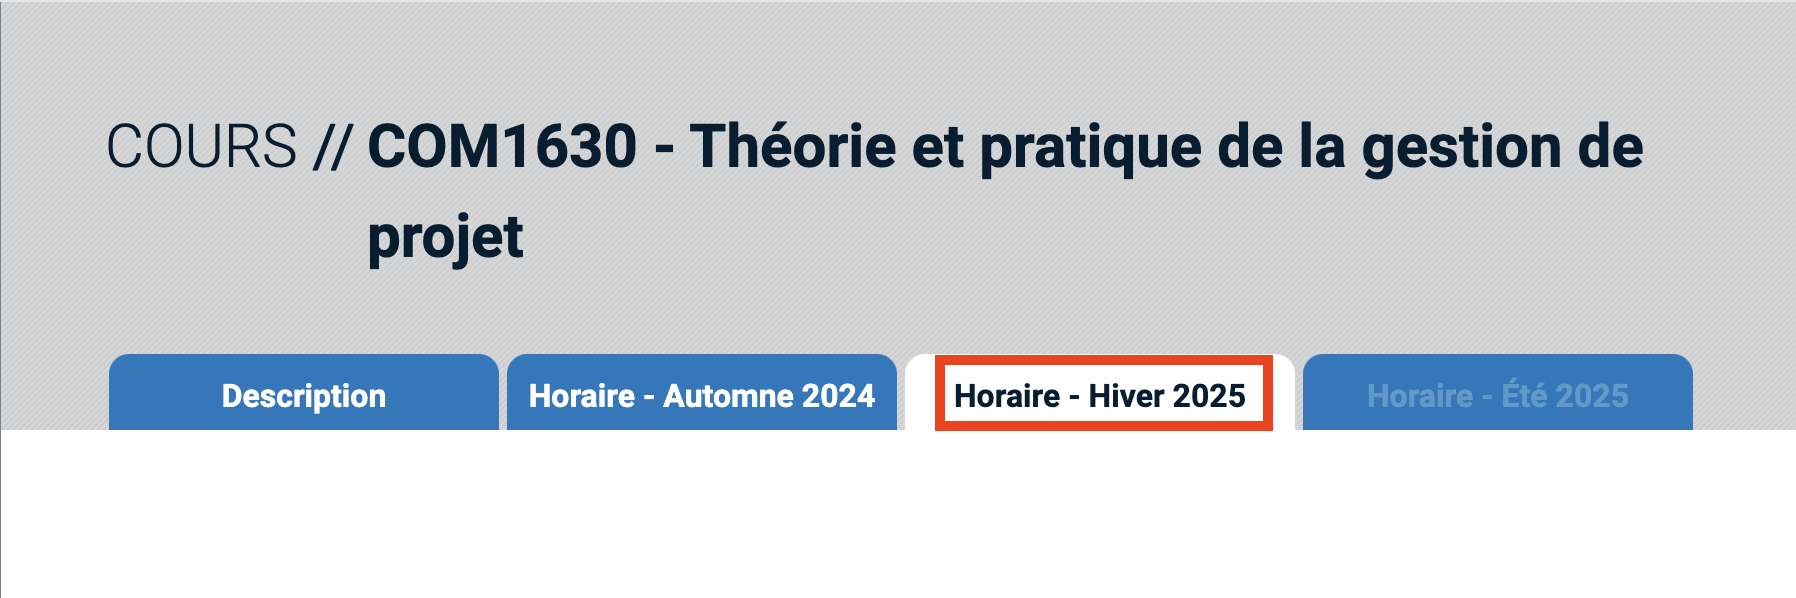 COURS // COM1630 - Théorie et pratique de la gestion de
projet
Description
Horaire - Automne 2024
Horaire - Hiver 2025
Horaire - Été 2025